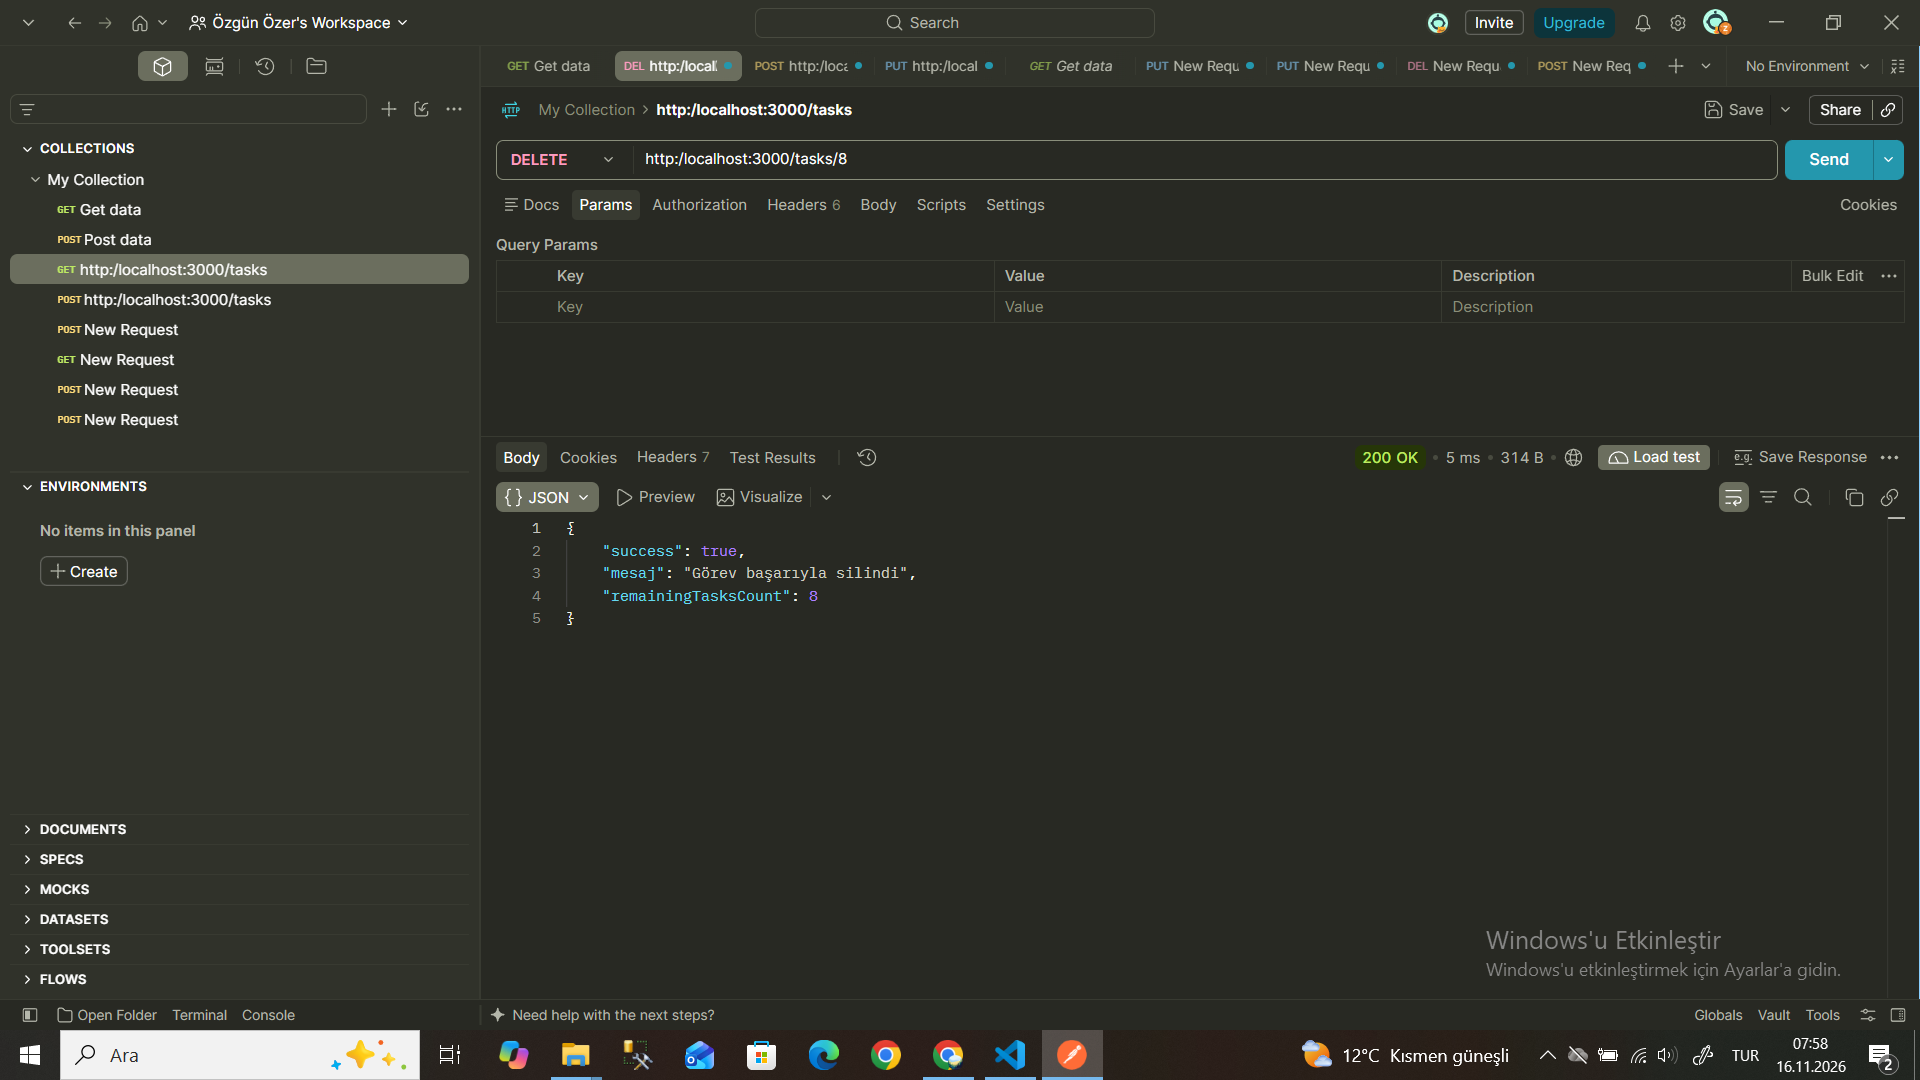 Özgün Özer's Workspace
Search
Invite
Upgrade
GET Get data
DEL http:/local
POST http:/loca
PUT http:/local
GET Get data
PUT New Requ
PUT New Requ
DEL New Requ
POST New Req
No Environment
HTTP My Collection > http:/localhost:3000/tasks
Save
Share
COLLECTIONS
My Collection
GET Get data
POST Post data
GET http:/localhost:3000/tasks
POST http:/localhost:3000/tasks
POST New Request
GET New Request
POST New Request
POST New Request
ENVIRONMENTS
No items in this panel
Create
DOCUMENTS
SPECS
MOCKS
DATASETS
TOOLSETS
FLOWS
DELETE http:/localhost:3000/tasks/8
Send
Docs Params Authorization Headers 6 Body Scripts Settings
Cookies
Query Params
Key Value Description Bulk Edit
Key Value Description
Body Cookies Headers 7 Test Results
200 OK • 5 ms • 314 B
Load test
e.g. Save Response
{} JSON Preview Visualize
1 {
2 "success": true,
3 "mesaj": "Görev başarıyla silindi",
4 "remainingTasksCount": 8
5 }
Windows'u Etkinleştir
Windows'u etkinleştirmek için Ayarlar'a gidin.
Open Folder Terminal Console
Need help with the next steps?
Globals Vault Tools
Ara
12°C Kısmen güneşli
TUR
07:58
16.11.2026
2